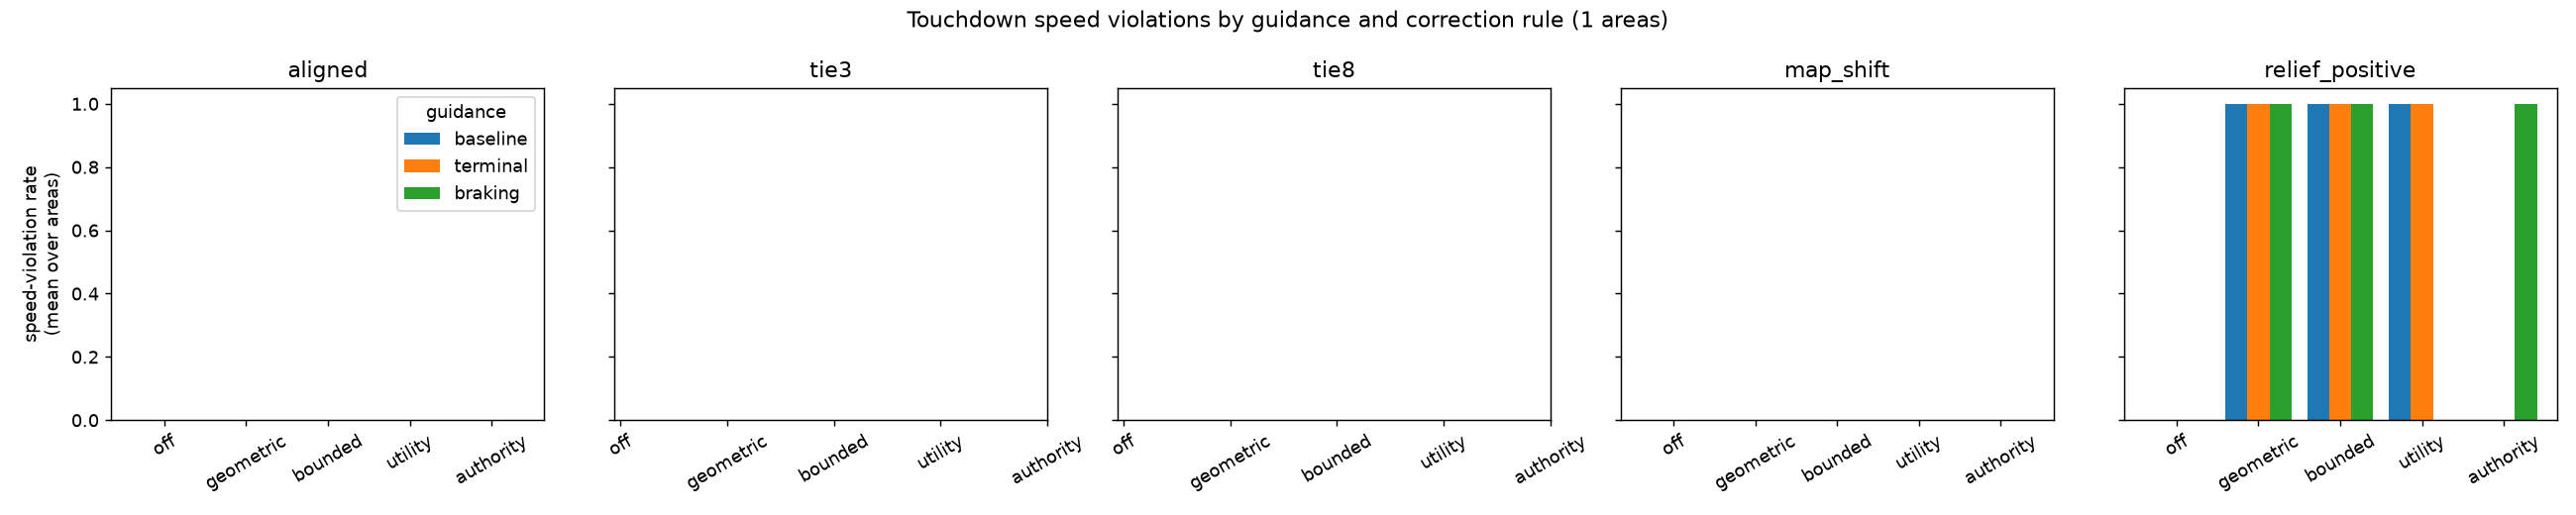 Touchdown speed violations by guidance and correction rule (1 areas)
aligned
tie3
tie8
map_shift
relief_positive
speed-violation rate
(mean over areas)
1.0
0.8
0.6
0.4
0.2
0.0
guidance
baseline
terminal
braking
off
geometric
bounded
utility
authority
off
geometric
bounded
utility
authority
off
geometric
bounded
utility
authority
off
geometric
bounded
utility
authority
off
geometric
bounded
utility
authority